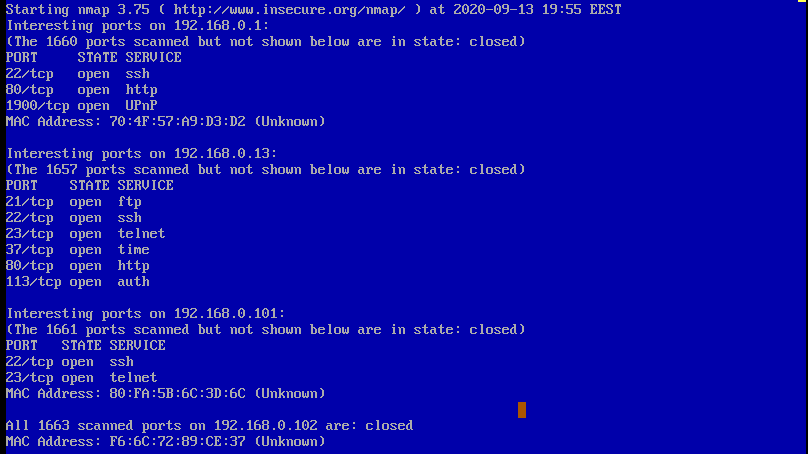 Starting nmap 3.75 ( http://www.insecure.org/nmap/ ) at 2020-09-13 19:55 EEST
Interesting ports on 192.168.0.1:
(The 1660 ports scanned but not shown below are in state: closed)
PORT     STATE SERVICE
22/tcp   open  ssh
80/tcp   open  http
1900/tcp open  UPnP
MAC Address: 70:4F:57:A9:D3:D2 (Unknown)
Interesting ports on 192.168.0.13:
(The 1657 ports scanned but not shown below are in state: closed)
PORT    STATE SERVICE
21/tcp  open  ftp
22/tcp  open  ssh
23/tcp  open  telnet
37/tcp  open  time
80/tcp  open  http
113/tcp open  auth
Interesting ports on 192.168.0.101:
(The 1661 ports scanned but not shown below are in state: closed)
PORT   STATE SERVICE
22/tcp open  ssh
23/tcp open  telnet
MAC Address: 80:FA:5B:6C:3D:6C (Unknown)
All 1663 scanned ports on 192.168.0.102 are: closed
MAC Address: F6:6C:72:89:CE:37 (Unknown)